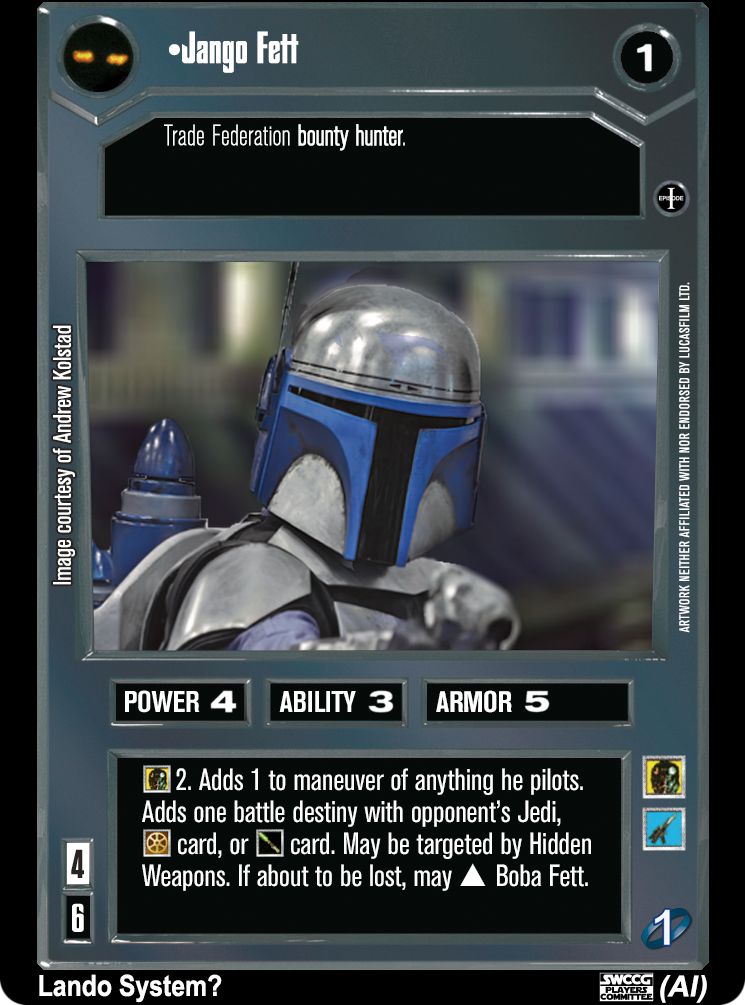 •Jango Fett
1
Trade Federation bounty hunter.
EPISODE I
Image courtesy of Andrew Kolstad
ARTWORK NEITHER AFFILIATED WITH NOR ENDORSED BY LUCASFILM LTD.
POWER 4
ABILITY 3
ARMOR 5
2. Adds 1 to maneuver of anything he pilots.
Adds one battle destiny with opponent's Jedi,
card, or card. May be targeted by Hidden
Weapons. If about to be lost, may ▲ Boba Fett.
4
6
1
Lando System?
SWCCG
PLAYERS
COMMITTEE
(AI)